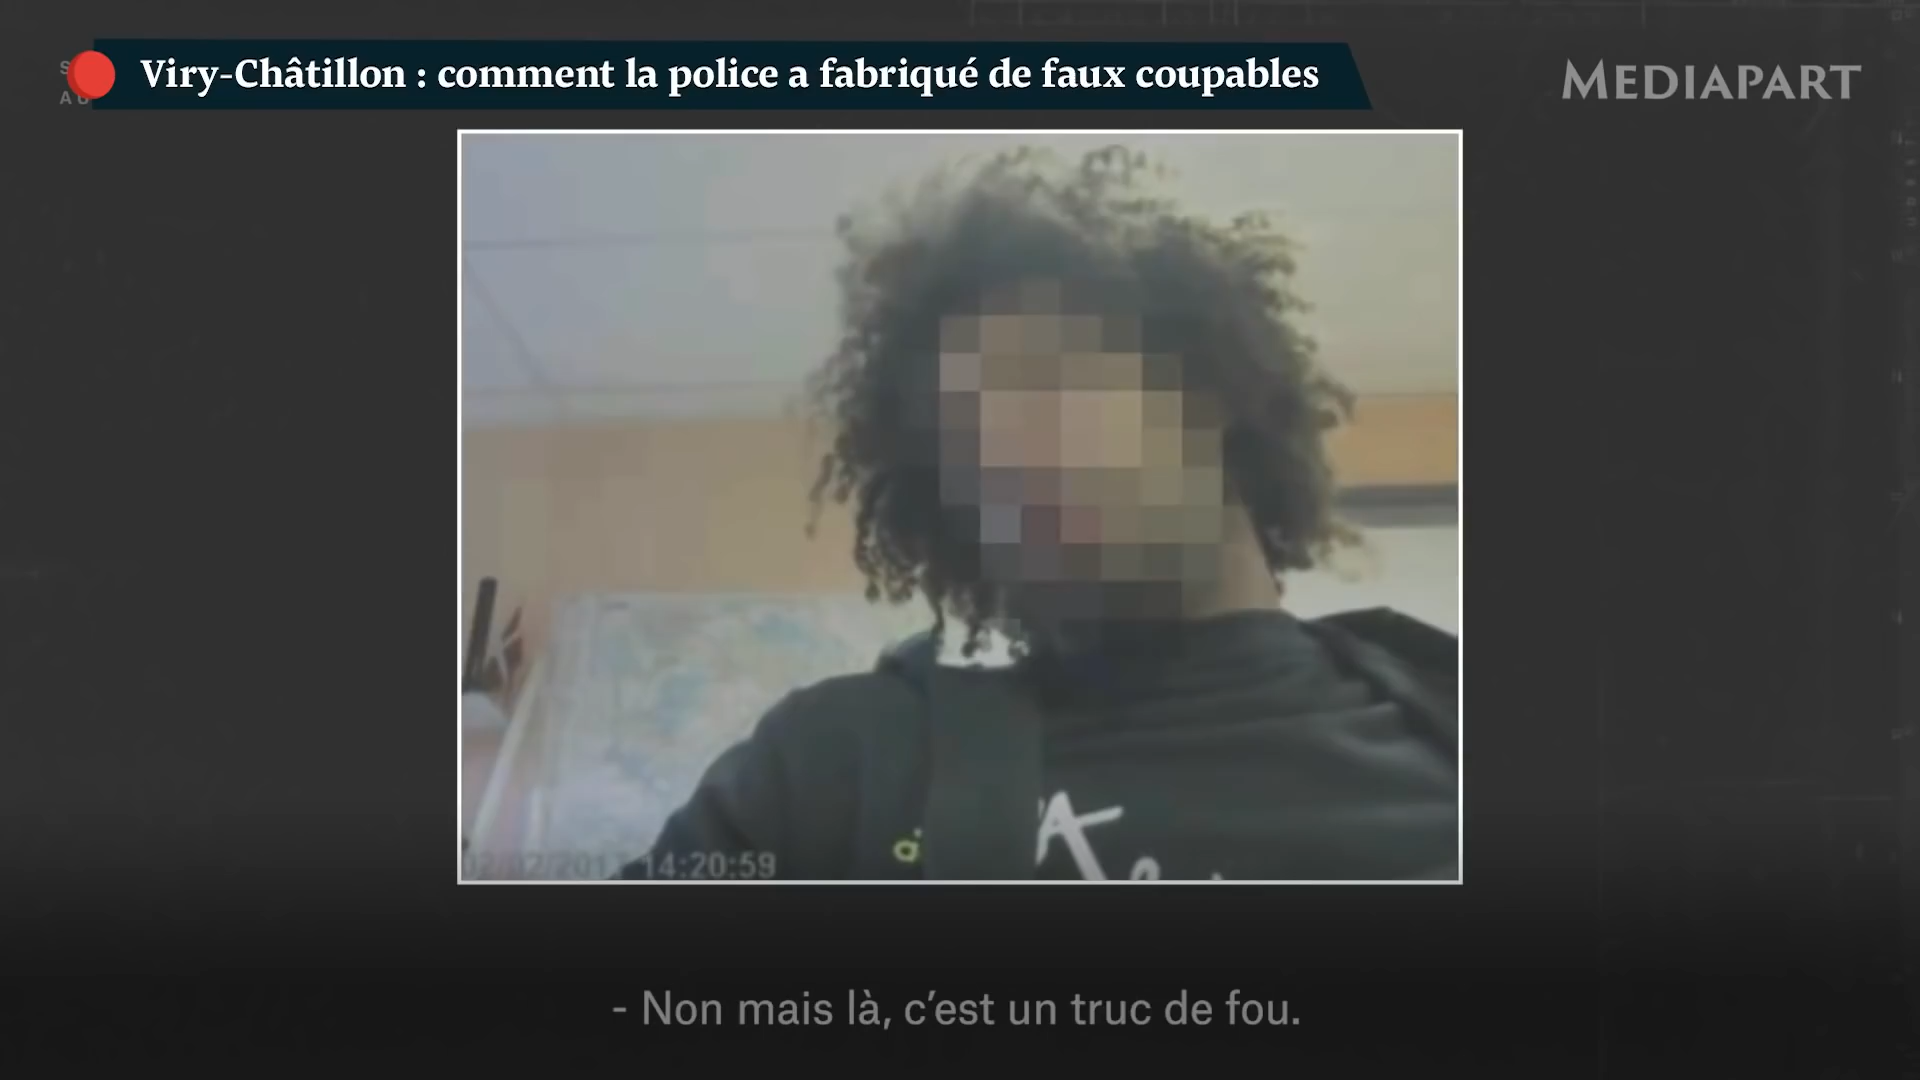 Viry-Châtillon : comment la police a fabriqué de faux coupables
MEDIAPART
14:20:59
- Non mais là, c'est un truc de fou.